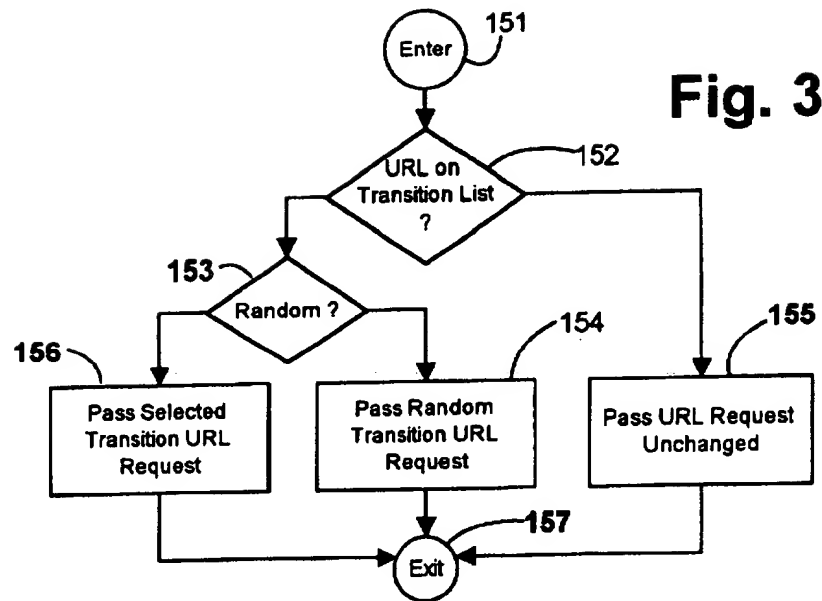 Enter
151
Fig. 3
152
URL on
Transition List
?
153
Random ?
154
155
156
Pass Selected
Transition URL
Request
Pass Random
Transition URL
Request
Pass URL Request
Unchanged
157
Exit